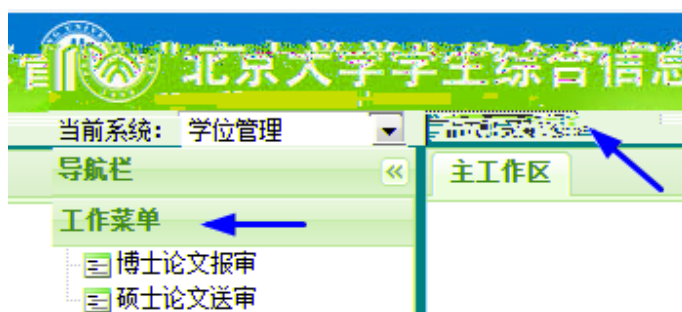 北京大学学生综合信息
当前系统： 学位管理
导航栏
主工作区
工作菜单
博士论文报审
硕士论文送审